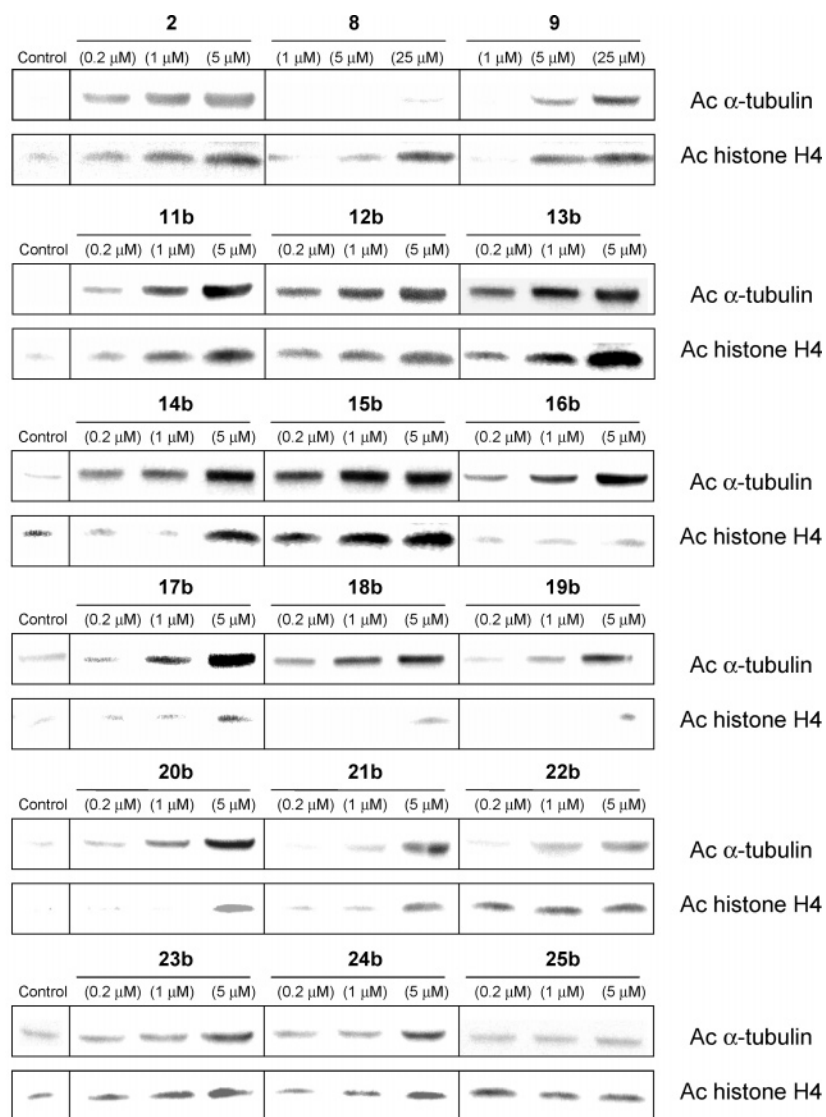 2 8 9
Control (0.2 μM) (1 μM) (5 μM) (1 μM) (5 μM) (25 μM) (1 μM) (5 μM) (25 μM)
Ac α-tubulin
Ac histone H4
11b 12b 13b
Control (0.2 μM) (1 μM) (5 μM) (0.2 μM) (1 μM) (5 μM) (0.2 μM) (1 μM) (5 μM)
Ac α-tubulin
Ac histone H4
14b 15b 16b
Control (0.2 μM) (1 μM) (5 μM) (0.2 μM) (1 μM) (5 μM) (0.2 μM) (1 μM) (5 μM)
Ac α-tubulin
Ac histone H4
17b 18b 19b
Control (0.2 μM) (1 μM) (5 μM) (0.2 μM) (1 μM) (5 μM) (0.2 μM) (1 μM) (5 μM)
Ac α-tubulin
Ac histone H4
20b 21b 22b
Control (0.2 μM) (1 μM) (5 μM) (0.2 μM) (1 μM) (5 μM) (0.2 μM) (1 μM) (5 μM)
Ac α-tubulin
Ac histone H4
23b 24b 25b
Control (0.2 μM) (1 μM) (5 μM) (0.2 μM) (1 μM) (5 μM) (0.2 μM) (1 μM) (5 μM)
Ac α-tubulin
Ac histone H4